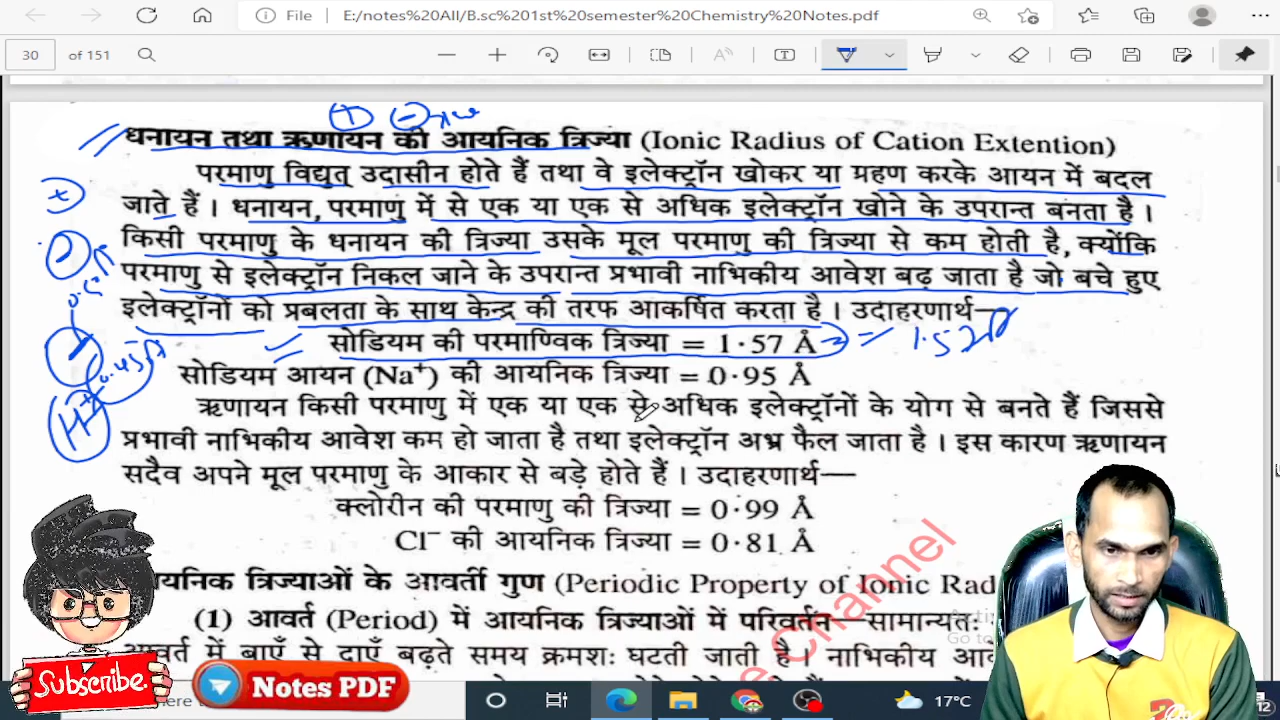 File
E:/notes%20All/B.sc%201st%20semester%20Chemistry%20Notes.pdf
30 of 151
धनायन तथा ऋणायन की आयनिक त्रिज्या (Ionic Radius of Cation Extention)
परमाणु विद्युत् उदासीन होते हैं तथा वे इलेक्ट्रॉन खोकर या ग्रहण करके आयन में बदल
जाते हैं । धनायन, परमाणु में से एक या एक से अधिक इलेक्ट्रॉन खोने के उपरान्त बनता है ।
किसी परमाणु के धनायन की त्रिज्या उसके मूल परमाणु की त्रिज्या से कम होती है, क्योंकि
परमाणु से इलेक्ट्रॉन निकल जाने के उपरान्त प्रभावी नाभिकीय आवेश बढ़ जाता है जो बचे हुए
इलेक्ट्रॉनों को प्रबलता के साथ केन्द्र की तरफ आकर्षित करता है । उदाहरणार्थ—
सोडियम की परमाण्विक त्रिज्या = 1·57 Å
सोडियम आयन (Na⁺) की आयनिक त्रिज्या = 0·95 Å
ऋणायन किसी परमाणु में एक या एक से अधिक इलेक्ट्रॉनों के योग से बनते हैं जिससे
प्रभावी नाभिकीय आवेश कम हो जाता है तथा इलेक्ट्रॉन अभ्र फैल जाता है । इस कारण ऋणायन
सदैव अपने मूल परमाणु के आकार से बड़े होते हैं । उदाहरणार्थ—
क्लोरीन की परमाणु की त्रिज्या = 0·99 Å
Cl⁻ की आयनिक त्रिज्या = 0·81 Å
त्रिज्याओं के आवर्ती गुण (Periodic Property of Ionic
(1) आवर्त (Period) में आयनिक त्रिज्याओं में परिवर्तन—सामान्यतः
में बाएँ से दाएँ बढ़ते समय क्रमशः घटती जाती है । नाभिकीय
Channel
H⁺
Subscribe
Notes PDF
17°C